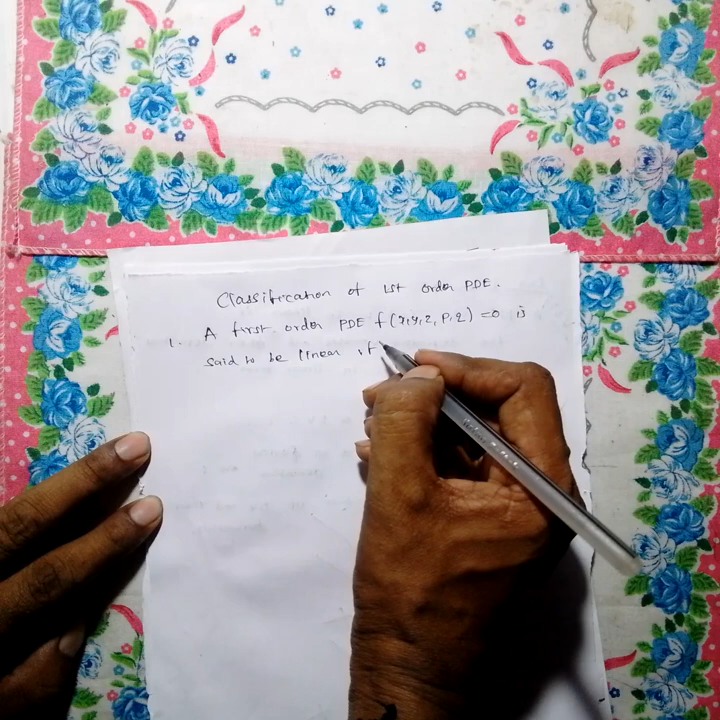 Classification of 1st order PDE.
1. A first order PDE f(x,y,z,p,q)=0 is
said to be linear if